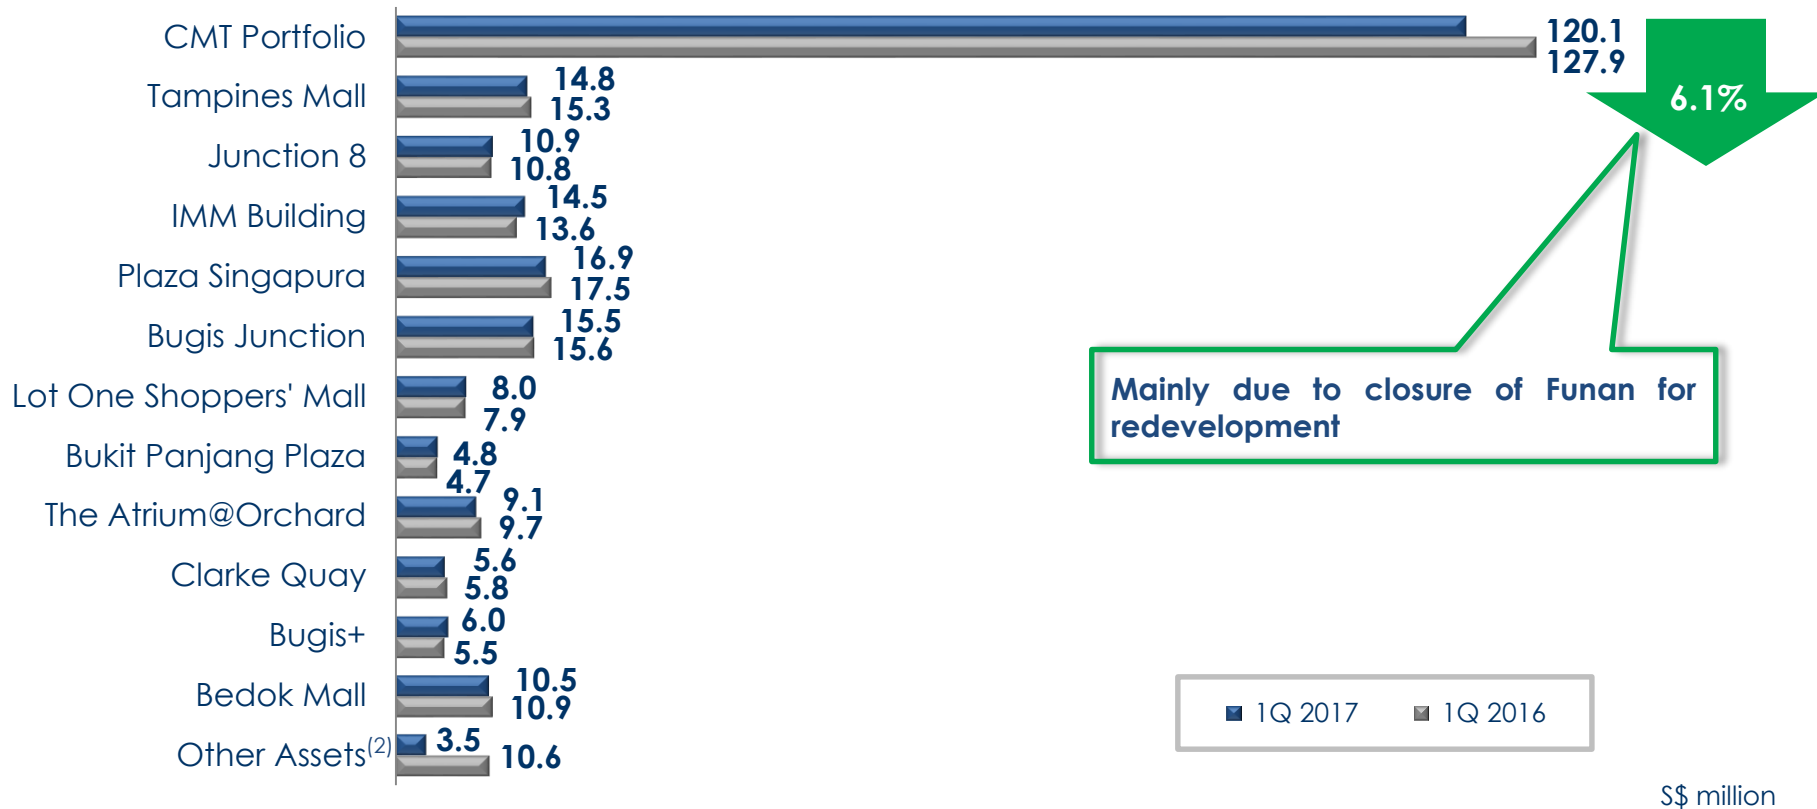 CMT Portfolio
120.1
127.9
6.1%
Tampines Mall
14.8
15.3
Junction 8
10.9
10.8
IMM Building
14.5
13.6
Plaza Singapura
16.9
17.5
Bugis Junction
15.5
15.6
Lot One Shoppers' Mall
8.0
7.9
Mainly due to closure of Funan for
redevelopment
Bukit Panjang Plaza
4.8
4.7
The Atrium@Orchard
9.1
9.7
Clarke Quay
5.6
5.8
Bugis+
6.0
5.5
Bedok Mall
10.5
10.9
Other Assets(2)
3.5
10.6
1Q 2017 1Q 2016
S$ million